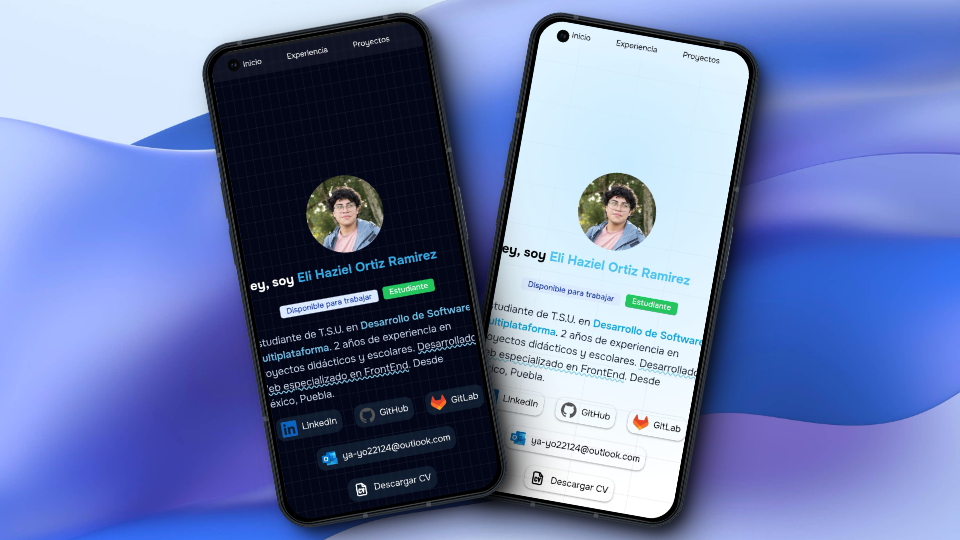 Inicio
Experiencia
Proyectos
ey, soy Eli Haziel Ortiz Ramirez
Disponible para trabajar
Estudiante
studiante de T.S.U. en Desarrollo de Software
ultiplataforma. 2 años de experiencia en
oyectos didácticos y escolares. Desarrollado
eb especializado en FrontEnd. Desde
éxico, Puebla.
LinkedIn
GitHub
GitLab
ya-yo22124@outlook.com
Descargar CV
Inicio
Experiencia
Proyectos
ey, soy Eli Haziel Ortiz Ramirez
Disponible para trabajar
Estudiante
studiante de T.S.U. en Desarrollo de Software
ultiplataforma. 2 años de experiencia en
oyectos didácticos y escolares. Desarrollado
eb especializado en FrontEnd. Desde
éxico, Puebla.
LinkedIn
GitHub
GitLab
ya-yo22124@outlook.com
Descargar CV